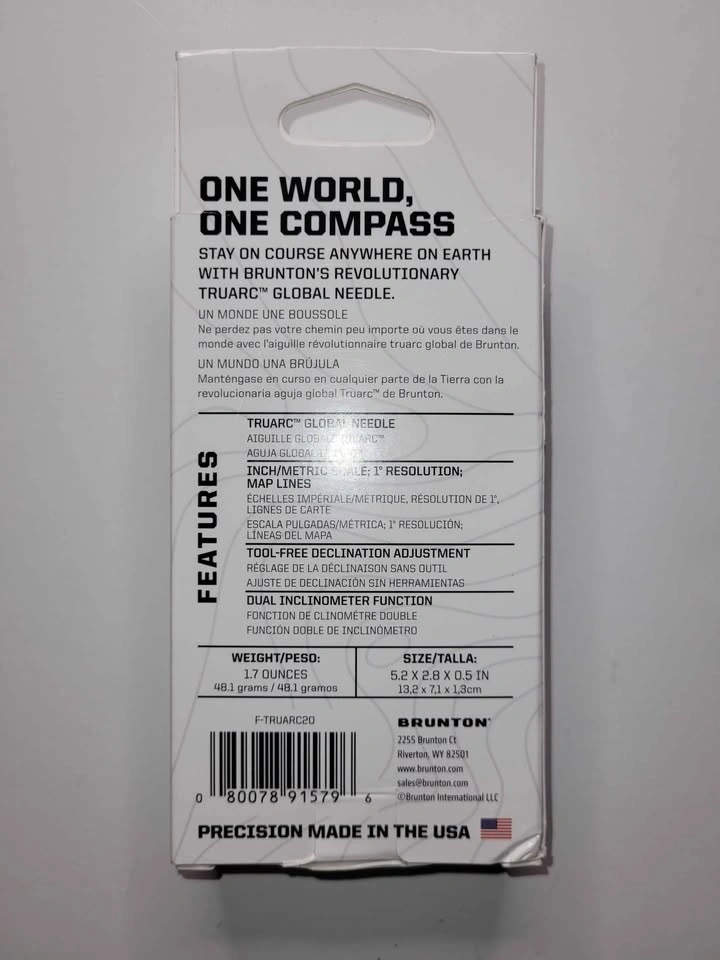 ONE WORLD,
ONE COMPASS
STAY ON COURSE ANYWHERE ON EARTH
WITH BRUNTON'S REVOLUTIONARY
TRUARC™ GLOBAL NEEDLE.
UN MONDE UNE BOUSSOLE
Ne perdez pas votre chemin peu importe où vous êtes dans le
monde avec l'aiguille révolutionnaire truarc global de Brunton.
UN MUNDO UNA BRÚJULA
Manténgase en curso en cualquier parte de la Tierra con la
revolucionaria aguja global Truarc™ de Brunton.
FEATURES
TRUARC™ GLOBAL NEEDLE
AIGUILLE
AGUJA
INCH/METRIC SCALE; 1° RESOLUTION;
MAP LINES
ÉCHELLES IMPÉRIALE/METRIQUE, RÉSOLUTION DE 1°,
LIGNES DE CARTE
ESCALA PULGADAS/MÉTRICA; 1° RESOLUCIÓN;
LÍNEAS DEL MAPA
TOOL-FREE DECLINATION ADJUSTMENT
RÉGLAGE DE LA DÉCLINAISON SANS OUTIL
AJUSTE DE DECLINACIÓN SIN HERRAMIENTAS
DUAL INCLINOMETER FUNCTION
FONCTION DE CLINOMÉTRE DOUBLE
FUNCIÓN DOBLE DE INCLINÓMETRO
WEIGHT/PESO:
1.7 OUNCES
48.1 grams / 48.1 gramos
SIZE/TALLA:
5.2 X 2.8 X 0.5 IN
13,2 x 7,1 x 1,3cm
F-TRUARC20
0 80078 91579 6
BRUNTON
2255 Brunton Ct
Riverton, WY 82501
www.brunton.com
sales@brunton.com
©Brunton International LLC
PRECISION MADE IN THE USA